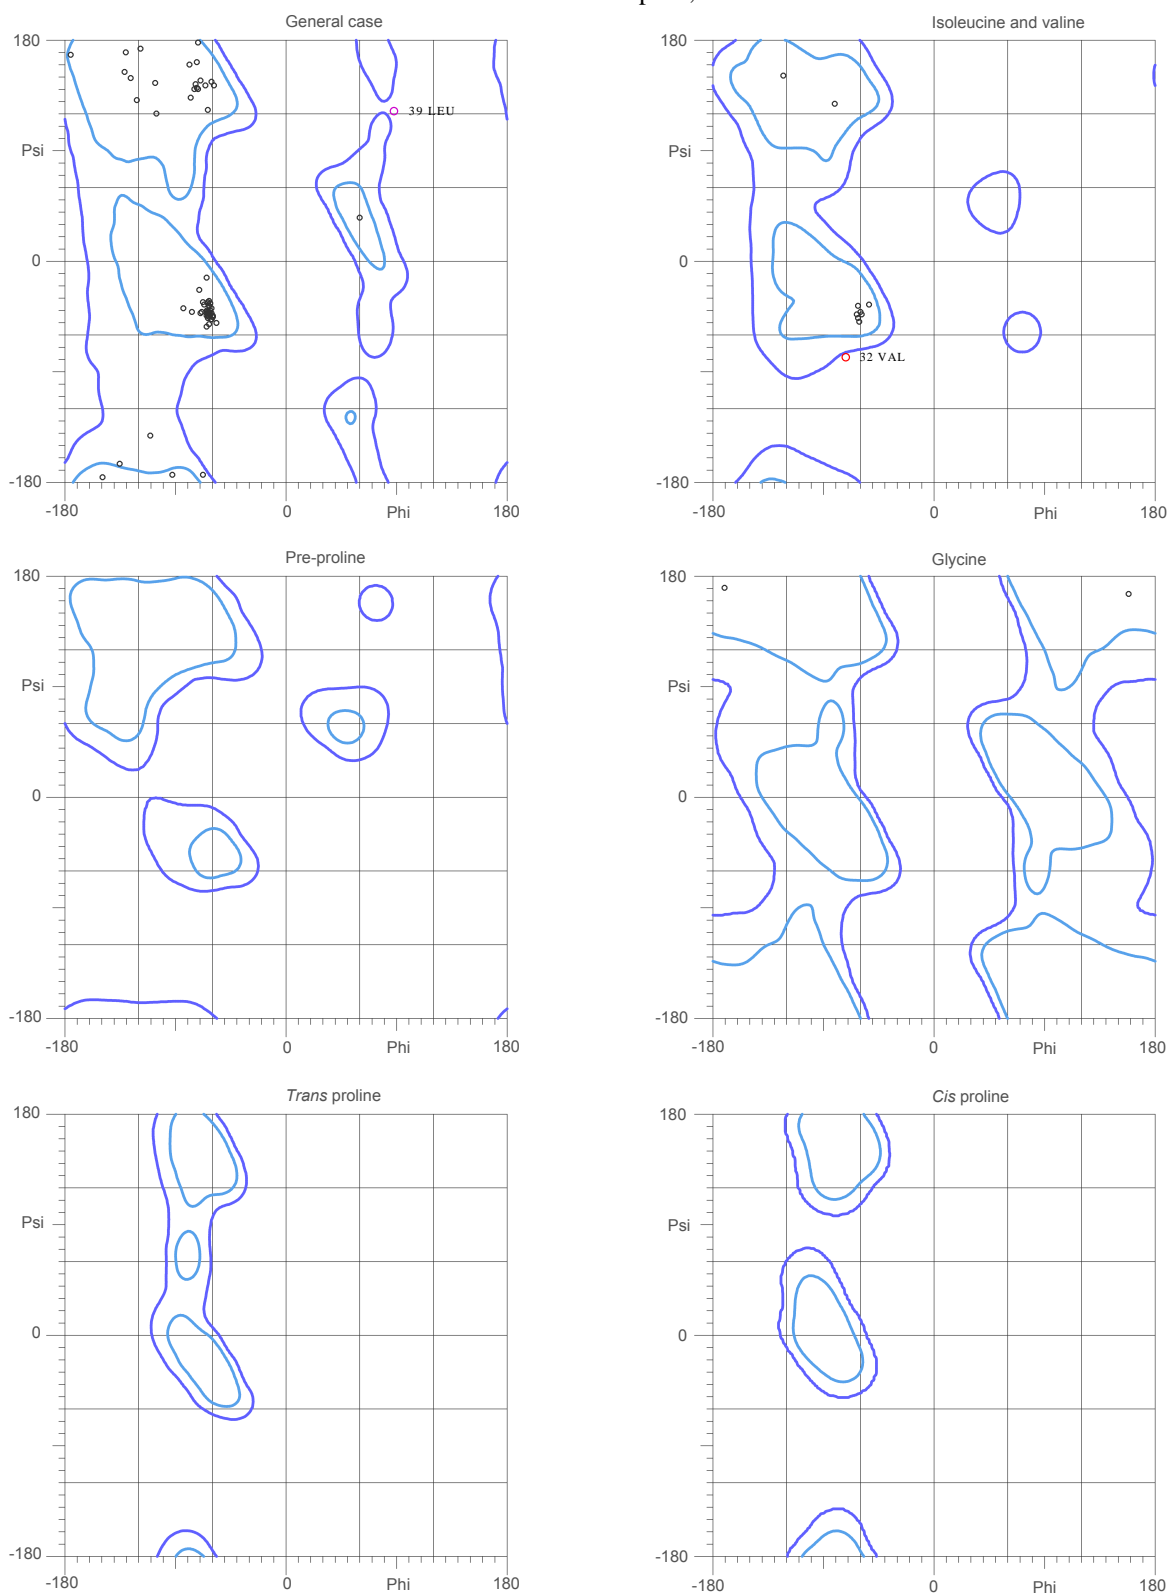 General case
Isoleucine and valine
180
180
39 LEU
Psi
Psi
0
0
32 VAL
-180
-180
-180
0
Phi
180
-180
0
Phi
180
Pre-proline
Glycine
180
180
Psi
Psi
0
0
-180
-180
-180
0
Phi
180
-180
0
Phi
180
Trans proline
Cis proline
180
180
Psi
Psi
0
0
-180
-180
-180
0
Phi
180
-180
0
Phi
180